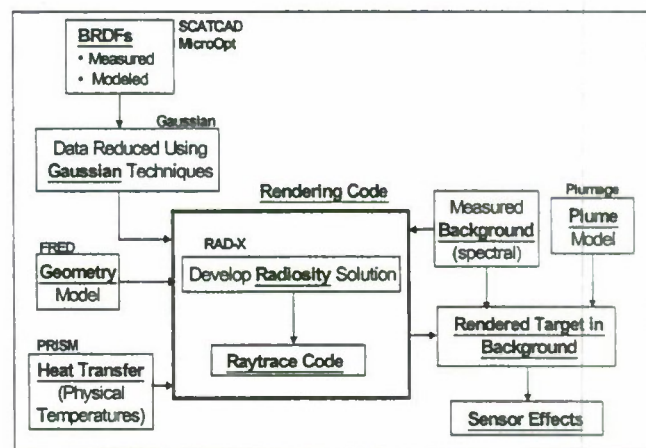 BRDFs
• Measured
• Modeled
SCATCAD
MicroOpt
Gaussian
Data Reduced Using
Gaussian Techniques
Rendering Code
RAD-X
Develop Radiosity Solution
Raytrace Code
FRED
Geometry
Model
PRISM
Heat Transfer
(Physical
Temperatures)
Measured
Background
(spectral)
Plumage
Plume
Model
Rendered Target in
Background
Sensor Effects